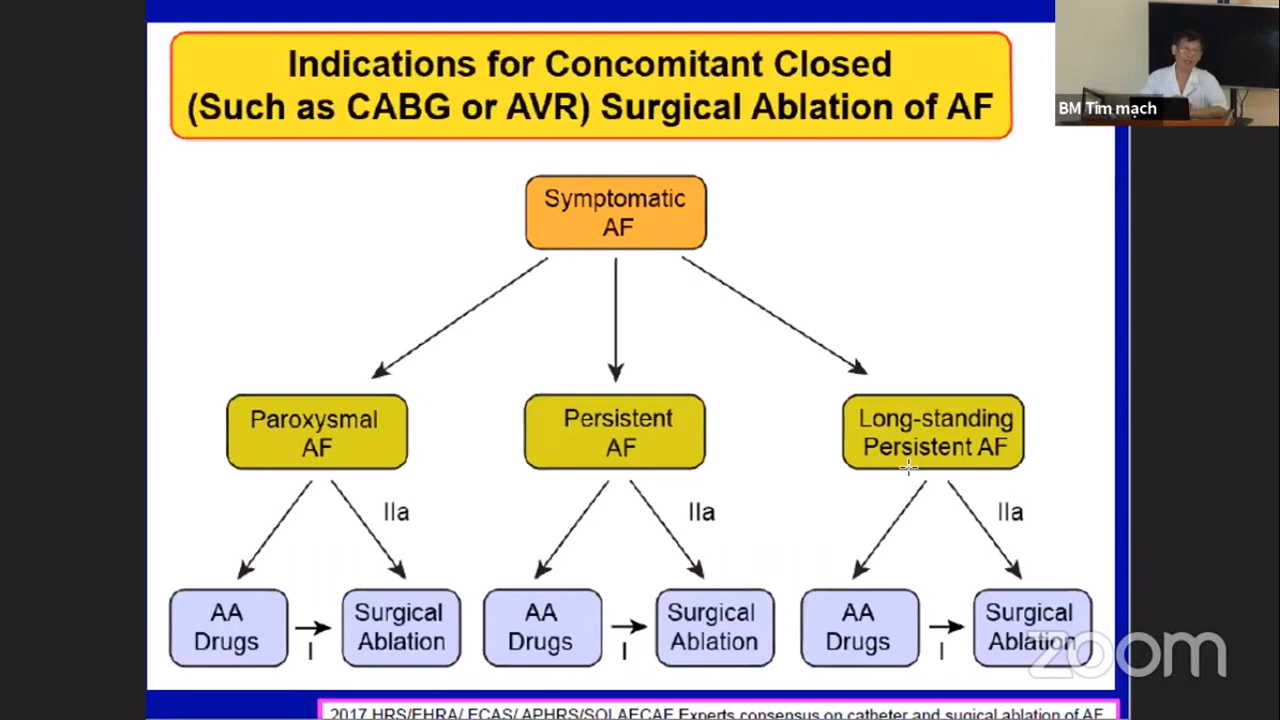 Indications for Concomitant Closed
(Such as CABG or AVR) Surgical Ablation of AF
BM Tim mạch
Symptomatic
AF
Paroxysmal
AF
Persistent
AF
Long-standing
Persistent AF
IIa
IIa
IIa
AA
Drugs
I
Surgical
Ablation
AA
Drugs
I
Surgical
Ablation
AA
Drugs
I
Surgical
Ablation
zoom
2017 HRS/EHRA/ ECAS/ APHRS/SOLAECAE Experts consensus on catheter and sugical ablation of AF